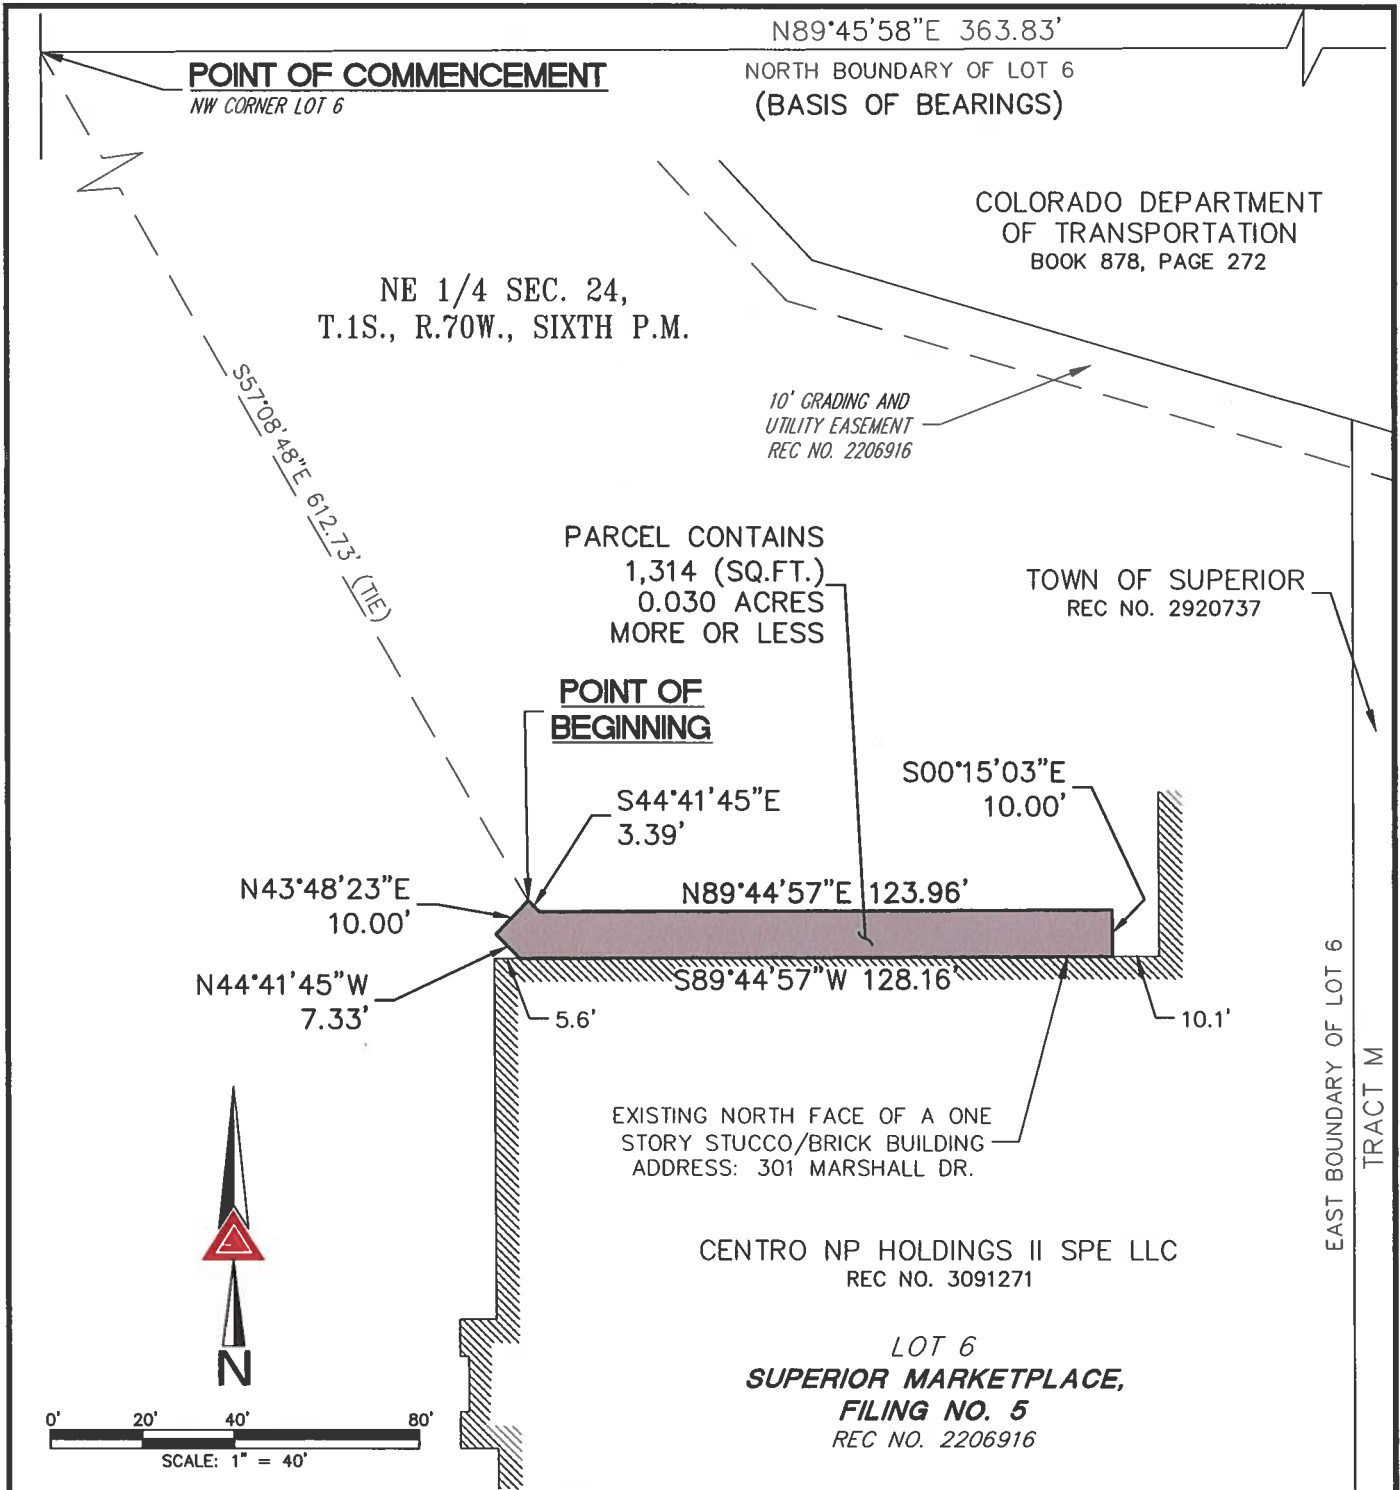 N89°45'58"E 363.83'
NORTH BOUNDARY OF LOT 6
(BASIS OF BEARINGS)
POINT OF COMMENCEMENT
NW CORNER LOT 6
COLORADO DEPARTMENT
OF TRANSPORTATION
BOOK 878, PAGE 272
NE 1/4 SEC. 24,
T.1S., R.70W., SIXTH P.M.
S57°08'48"E 612.73' (TIE)
10' GRADING AND
UTILITY EASEMENT
REC NO. 2206916
PARCEL CONTAINS
1,314 (SQ.FT.)
0.030 ACRES
MORE OR LESS
TOWN OF SUPERIOR
REC NO. 2920737
POINT OF
BEGINNING
S44°41'45"E
3.39'
S00°15'03"E
10.00'
N43°48'23"E
10.00'
N89°44'57"E 123.96'
N44°41'45"W
7.33'
S89°44'57"W 128.16'
5.6'
10.1'
EXISTING NORTH FACE OF A ONE
STORY STUCCO/BRICK BUILDING
ADDRESS: 301 MARSHALL DR.
EAST BOUNDARY OF LOT 6
TRACT M
CENTRO NP HOLDINGS II SPE LLC
REC NO. 3091271
LOT 6
SUPERIOR MARKETPLACE,
FILING NO. 5
REC NO. 2206916
N
0' 20' 40' 80'
SCALE: 1" = 40'